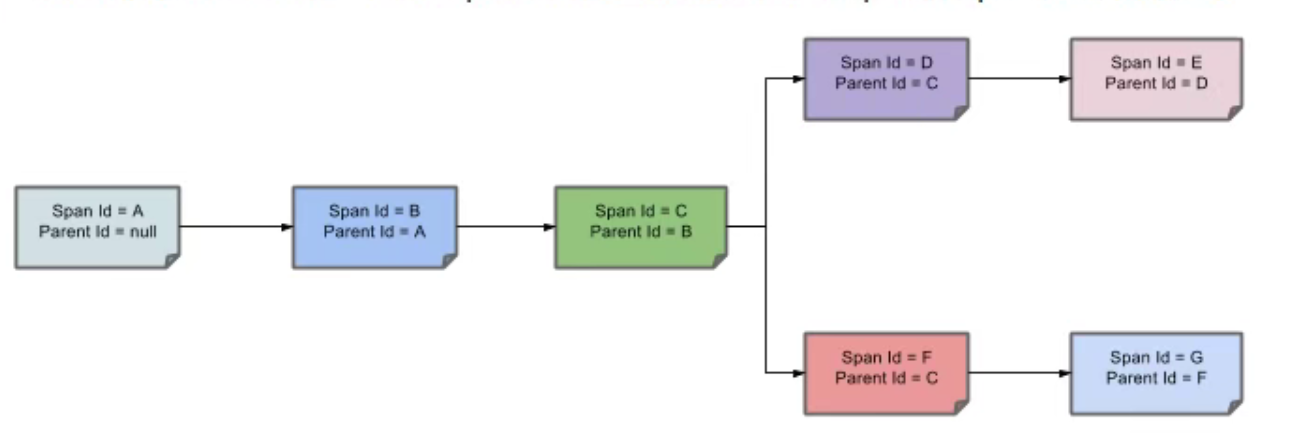 Span Id = A
Parent Id = null
Span Id = B
Parent Id = A
Span Id = C
Parent Id = B
Span Id = D
Parent Id = C
Span Id = E
Parent Id = D
Span Id = F
Parent Id = C
Span Id = G
Parent Id = F